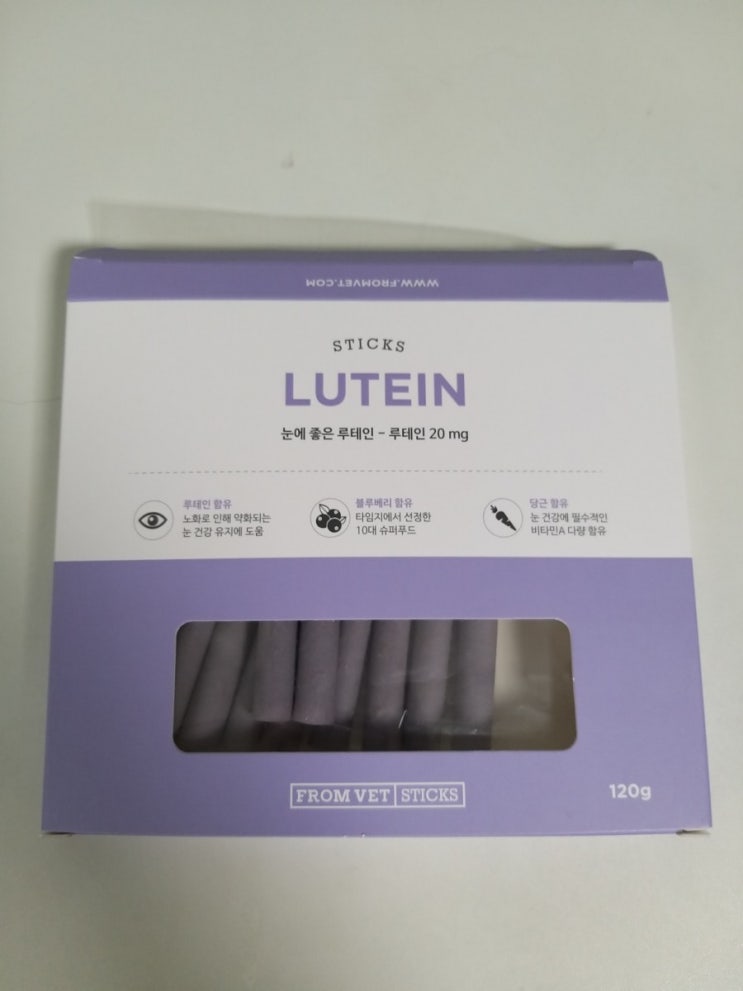 WWW.FROMVET.COM
STICKS
LUTEIN
눈에 좋은 루테인 – 루테인 20 mg
루테인 함유
노화로 인해 약화되는
눈 건강 유지에 도움
블루베리 함유
타임지에서 선정한
10대 슈퍼푸드
당근 함유
눈 건강에 필수적인
비타민A 다량 함유
FROM VET STICKS
120g